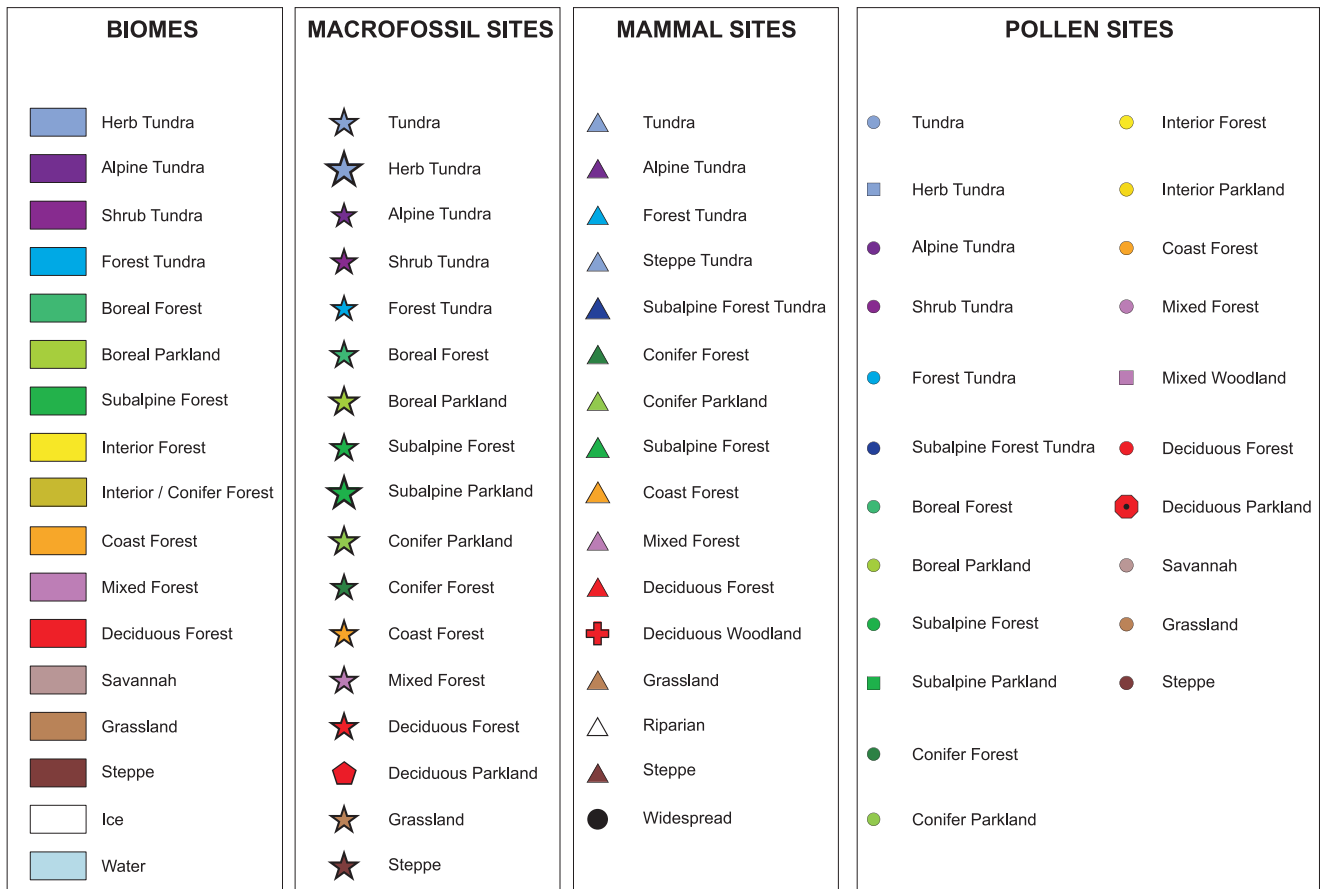 BIOMES
Herb Tundra
Alpine Tundra
Shrub Tundra
Forest Tundra
Boreal Forest
Boreal Parkland
Subalpine Forest
Interior Forest
Interior / Conifer Forest
Coast Forest
Mixed Forest
Deciduous Forest
Savannah
Grassland
Steppe
Ice
Water
MACROFOSSIL SITES
Tundra
Herb Tundra
Alpine Tundra
Shrub Tundra
Forest Tundra
Boreal Forest
Boreal Parkland
Subalpine Forest
Subalpine Parkland
Conifer Parkland
Conifer Forest
Coast Forest
Mixed Forest
Deciduous Forest
Deciduous Parkland
Grassland
Steppe
MAMMAL SITES
Tundra
Alpine Tundra
Forest Tundra
Steppe Tundra
Subalpine Forest Tundra
Conifer Forest
Conifer Parkland
Subalpine Forest
Coast Forest
Mixed Forest
Deciduous Forest
Deciduous Woodland
Grassland
Riparian
Steppe
Widespread
POLLEN SITES
Tundra
Herb Tundra
Alpine Tundra
Shrub Tundra
Forest Tundra
Subalpine Forest Tundra
Boreal Forest
Boreal Parkland
Subalpine Forest
Subalpine Parkland
Conifer Forest
Conifer Parkland
Interior Forest
Interior Parkland
Coast Forest
Mixed Forest
Mixed Woodland
Deciduous Forest
Deciduous Parkland
Savannah
Grassland
Steppe